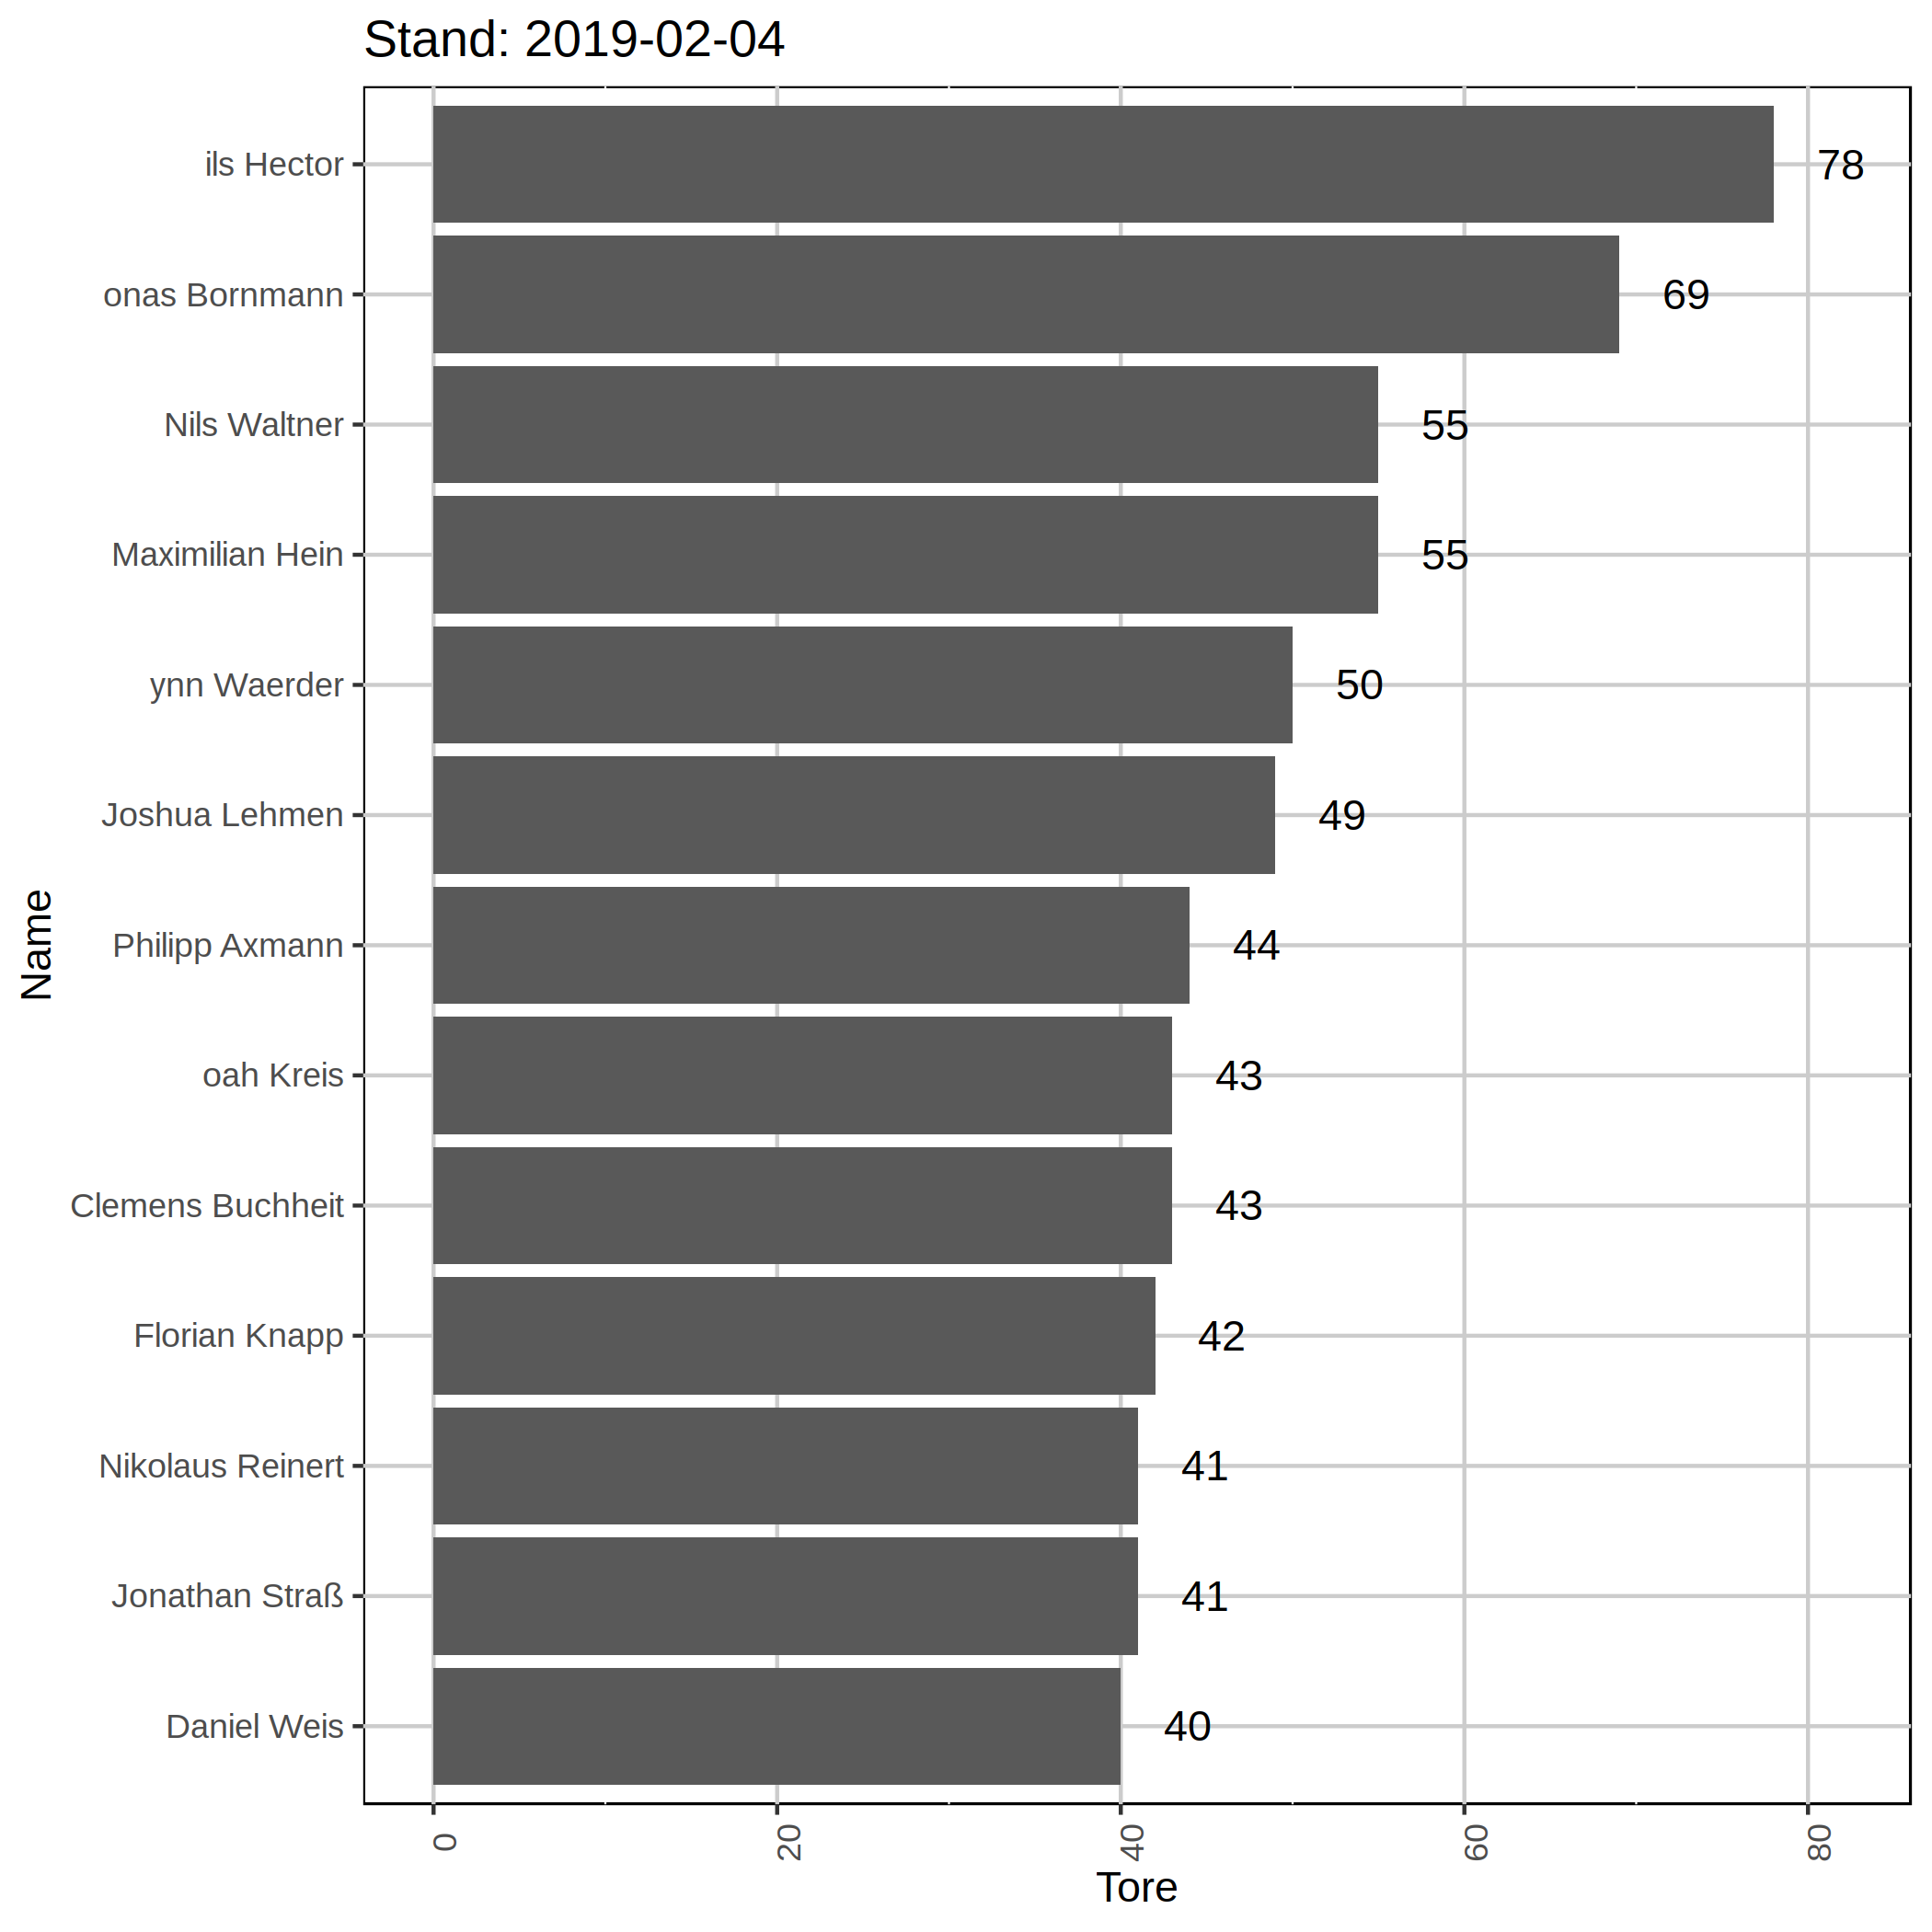 Stand: 2019-02-04
ils Hector 78
onas Bornmann 69
Nils Waltner 55
Maximilian Hein 55
ynn Waerder 50
Joshua Lehmen 49
Philipp Axmann 44
oah Kreis 43
Clemens Buchheit 43
Florian Knapp 42
Nikolaus Reinert 41
Jonathan Straß 41
Daniel Weis 40
Name
0 20 40 60 80
Tore